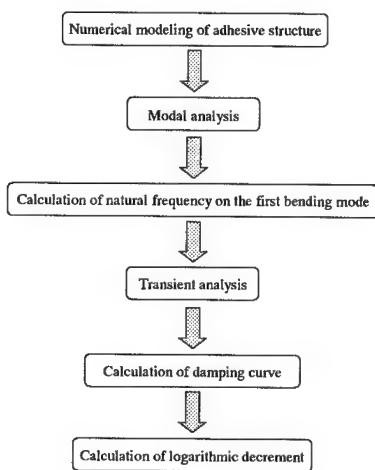 Numerical modeling of adhesive structure
Modal analysis
Calculation of natural frequency on the first bending mode
Transient analysis
Calculation of damping curve
Calculation of logarithmic decrement